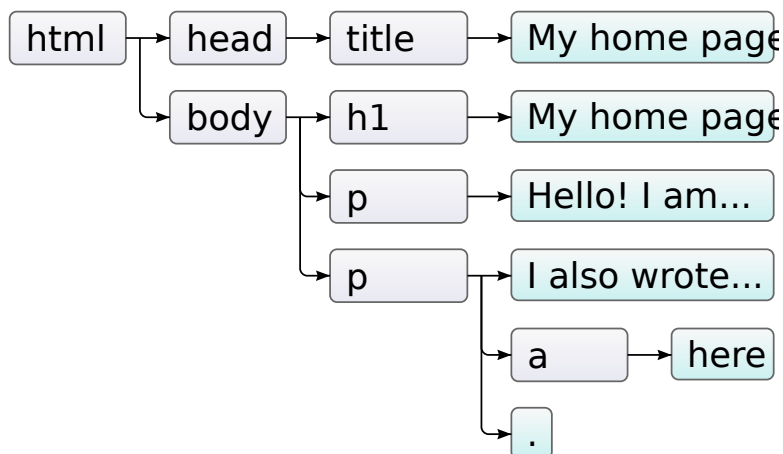 html head title My home page
body h1 My home page
p Hello! I am...
p I also wrote...
a here
.